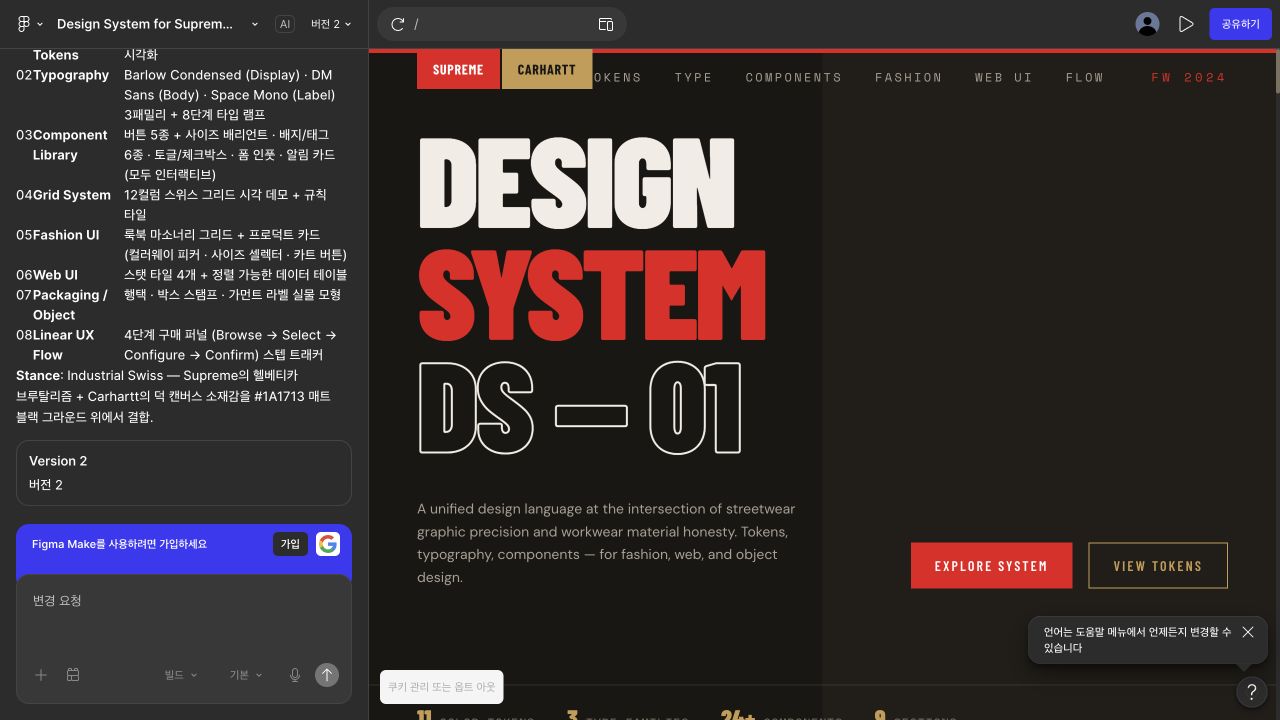 Design System for Suprem...
AI
버전 2
/
공유하기
Tokens 시각화
02 Typography Barlow Condensed (Display) · DM
Sans (Body) · Space Mono (Label)
3패밀리 + 8단계 타입 램프
03 Component 버튼 5종 + 사이즈 배리언트 · 배지/태그
Library 6종 · 토글/체크박스 · 폼 인풋 · 알림 카드
(모두 인터랙티브)
04 Grid System 12컬럼 스위스 그리드 시각 데모 + 규칙
타일
05 Fashion UI 룩북 마소너리 그리드 + 프로덕트 카드
(컬러웨이 피커 · 사이즈 셀렉터 · 카트 버튼)
06 Web UI 스탯 타일 4개 + 정렬 가능한 데이터 테이블
07 Packaging / 행택 · 박스 스탬프 · 가먼트 라벨 실물 모형
Object
08 Linear UX 4단계 구매 퍼널 (Browse → Select →
Flow Configure → Confirm) 스텝 트래커
Stance: Industrial Swiss — Supreme의 헬베티카
브루탈리즘 + Carhartt의 덕 캔버스 소재감을 #1A1713 매트
블랙 그라운드 위에서 결합.
Version 2
버전 2
Figma Make를 사용하려면 가입하세요
가입
변경 요청
빌드
기본
SUPREME
CARHARTT
OKENS TYPE COMPONENTS FASHION WEB UI FLOW FW 2024
DESIGN
SYSTEM
DS — 01
A unified design language at the intersection of streetwear
graphic precision and workwear material honesty. Tokens,
typography, components — for fashion, web, and object
design.
EXPLORE SYSTEM
VIEW TOKENS
언어는 도움말 메뉴에서 언제든지 변경할 수
있습니다
쿠키 관리 또는 옵트 아웃
?
11 COLOR TOKENS 3 TYPE FAMILIES 24+ COMPONENTS 9 SECTIONS